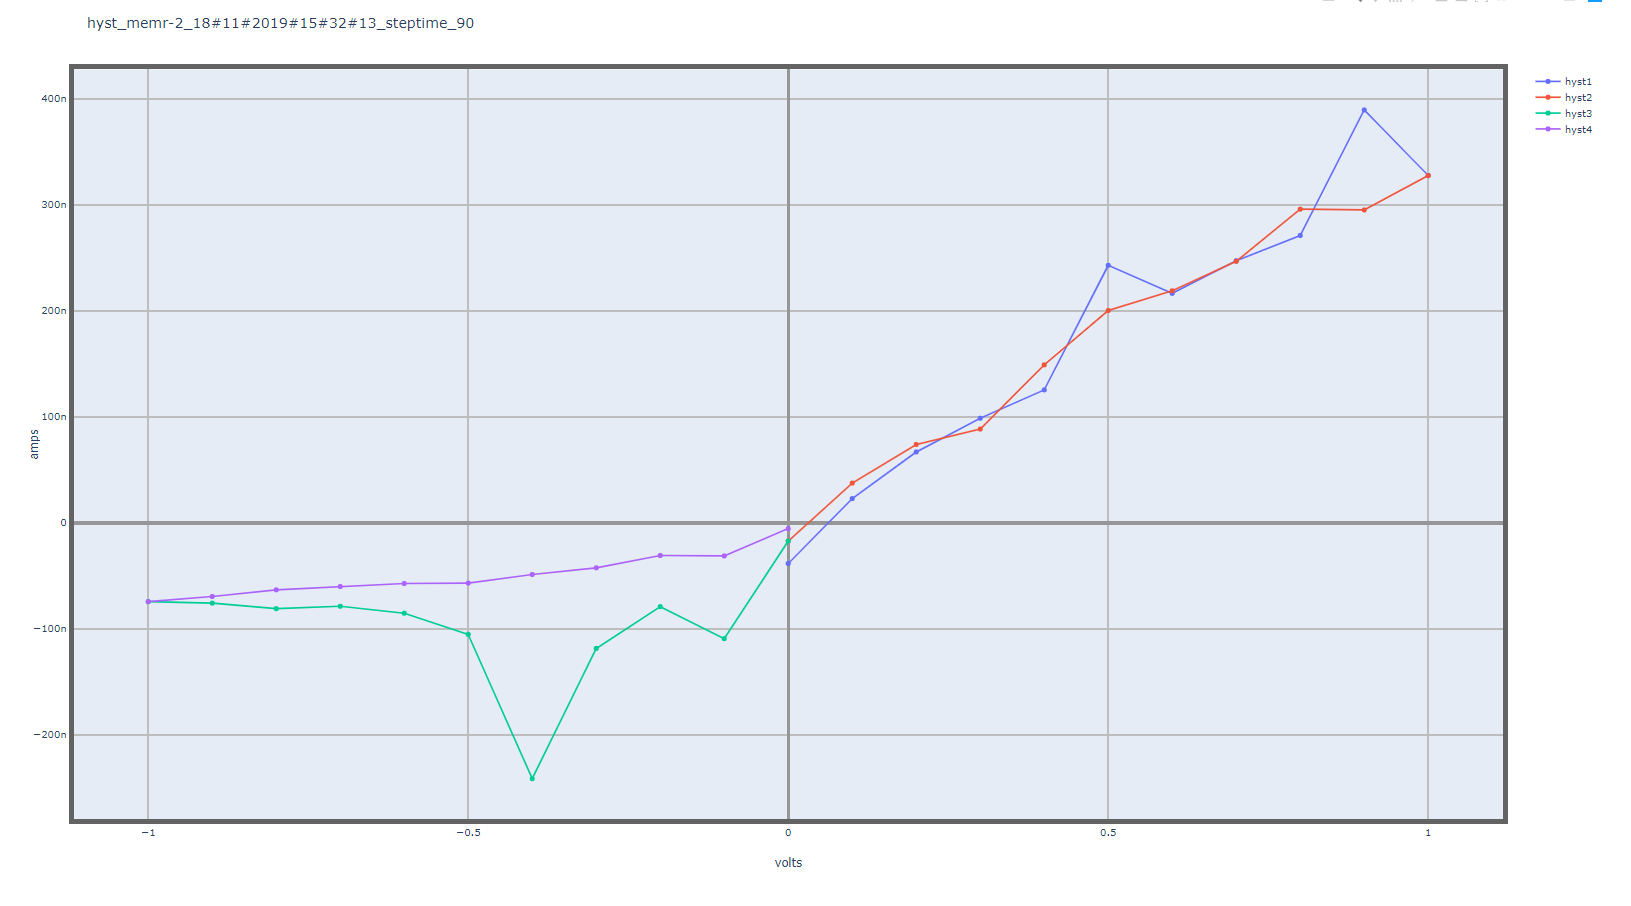 hyst_memr-2_18#11#2019#15#32#13_steptime_90
hyst1
hyst2
hyst3
hyst4
400n
300n
200n
100n
0
−100n
−200n
amps
−1
−0.5
0
0.5
1
volts